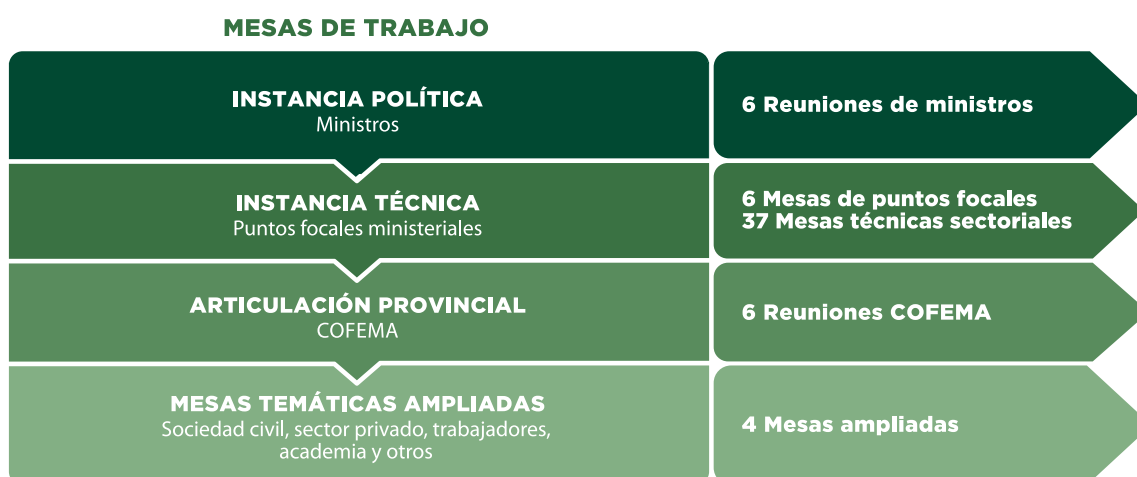 MESAS DE TRABAJO
INSTANCIA POLÍTICA
Ministros
6 Reuniones de ministros
INSTANCIA TÉCNICA
Puntos focales ministeriales
6 Mesas de puntos focales
37 Mesas técnicas sectoriales
ARTICULACIÓN PROVINCIAL
COFEMA
6 Reuniones COFEMA
MESAS TEMÁTICAS AMPLIADAS
Sociedad civil, sector privado, trabajadores,
academia y otros
4 Mesas ampliadas